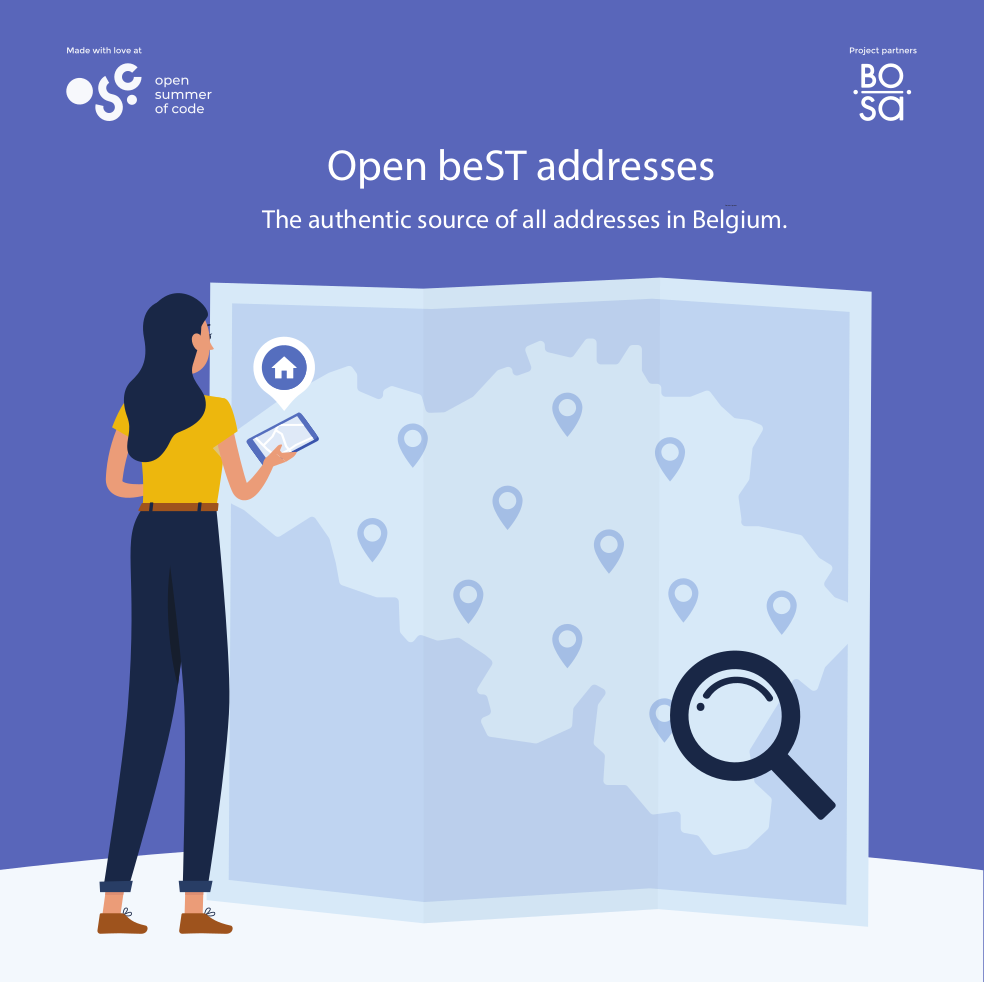 Made with love at
open
summer
of code
Project partners
BO
sa
Open beST addresses
The authentic source of all addresses in Belgium.